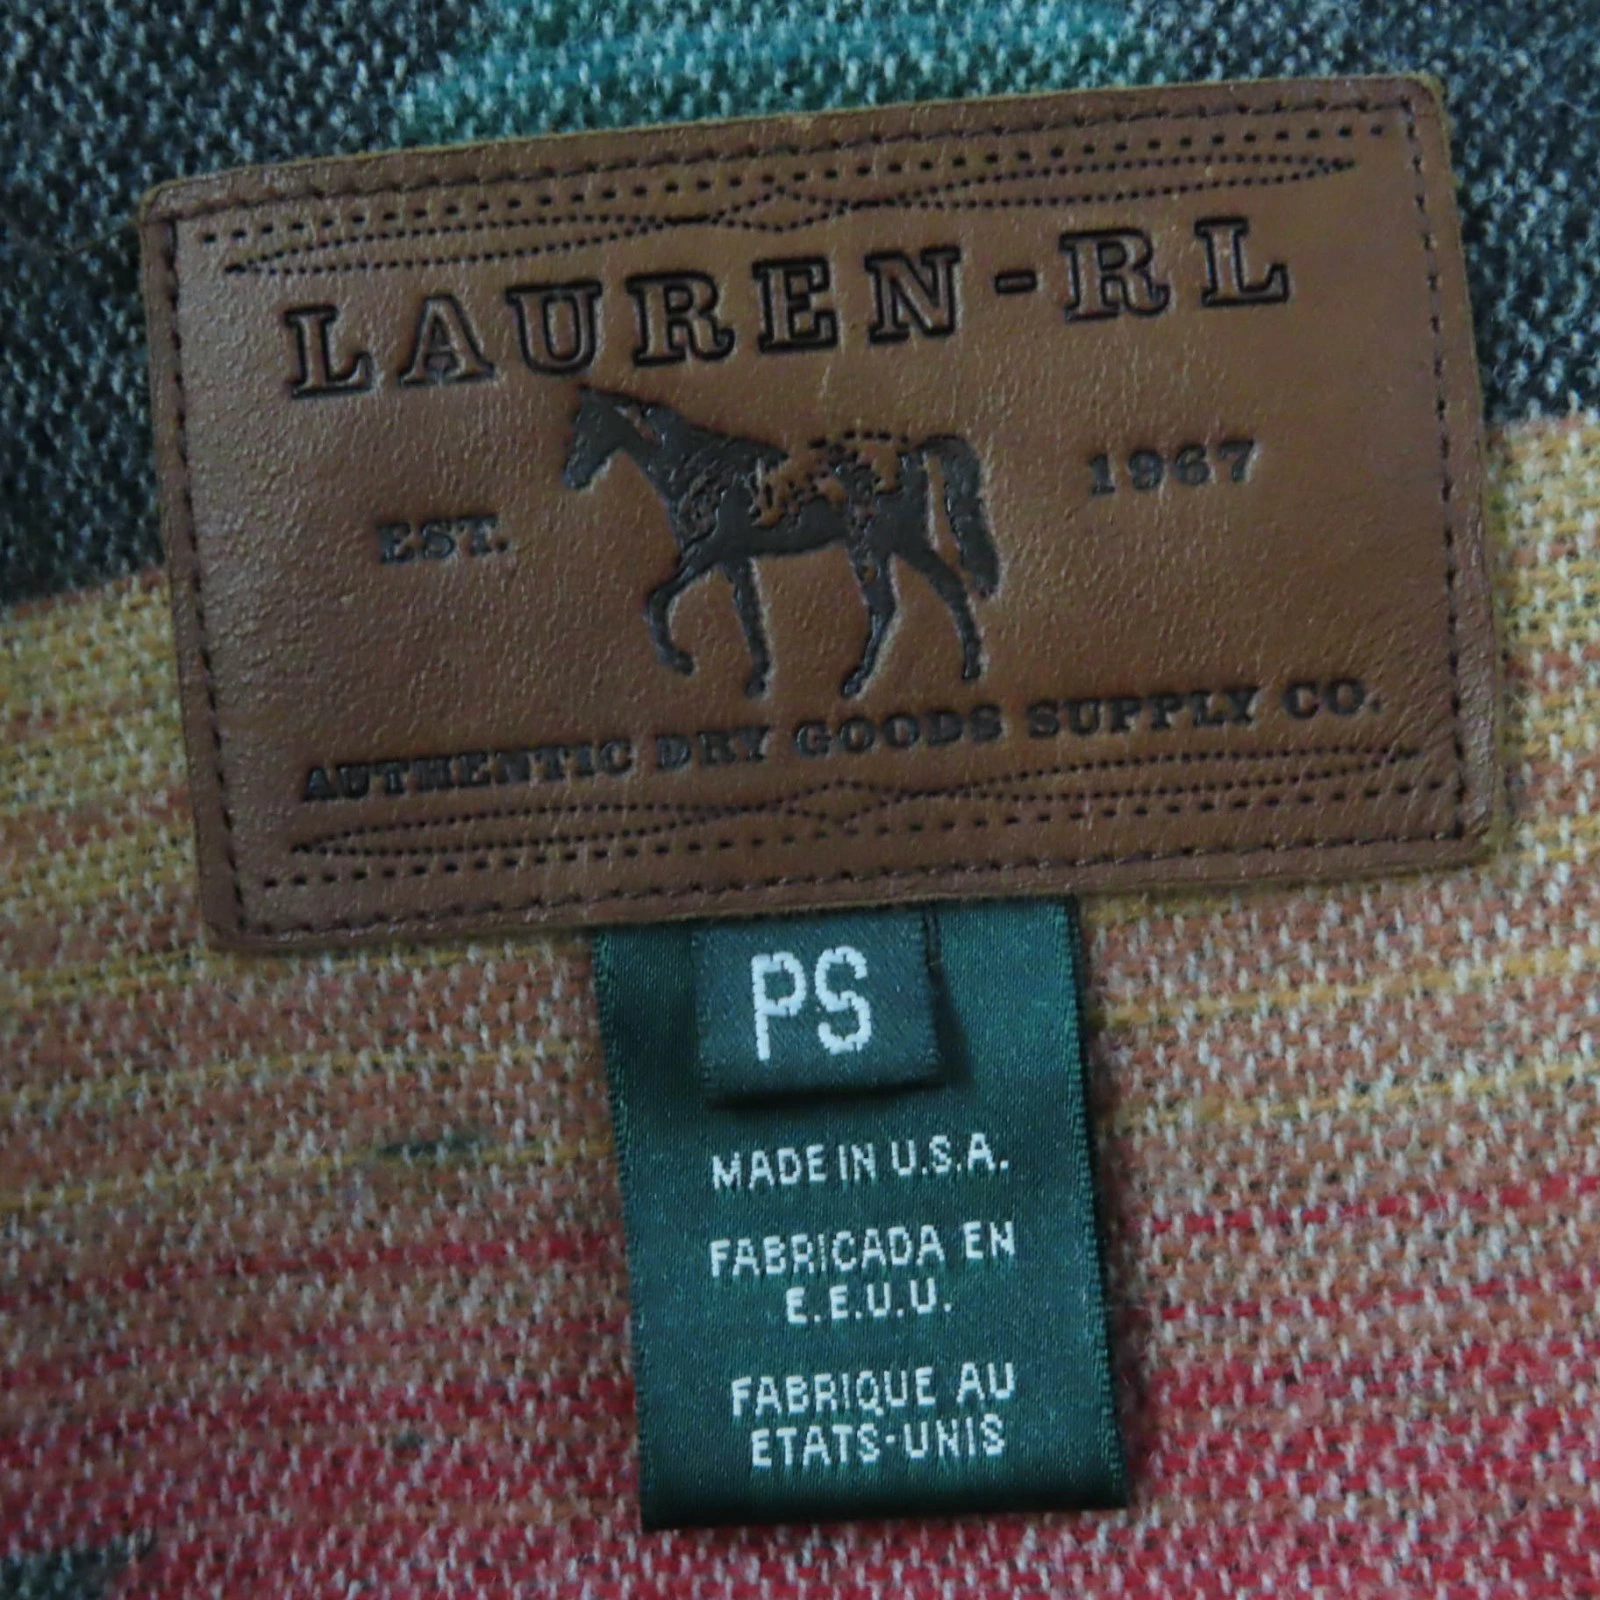 LAUREN-RL
EST. 1967
AUTHENTIC DRY GOODS SUPPLY CO.
PS
MADE IN U.S.A.
FABRICADA EN
E.E.U.U.
FABRIQUE AU
ETATS-UNIS